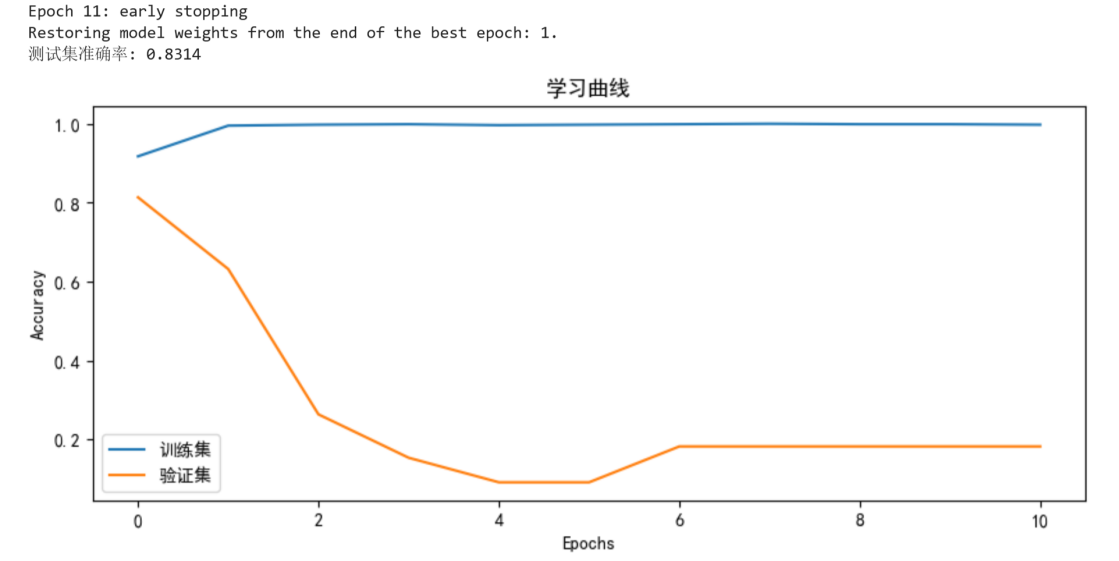 Epoch 11: early stopping
Restoring model weights from the end of the best epoch: 1.
测试集准确率: 0.8314
学习曲线
1.0
0.8
0.6
0.4
0.2
Accuracy
训练集
验证集
0 2 4 6 8 10
Epochs